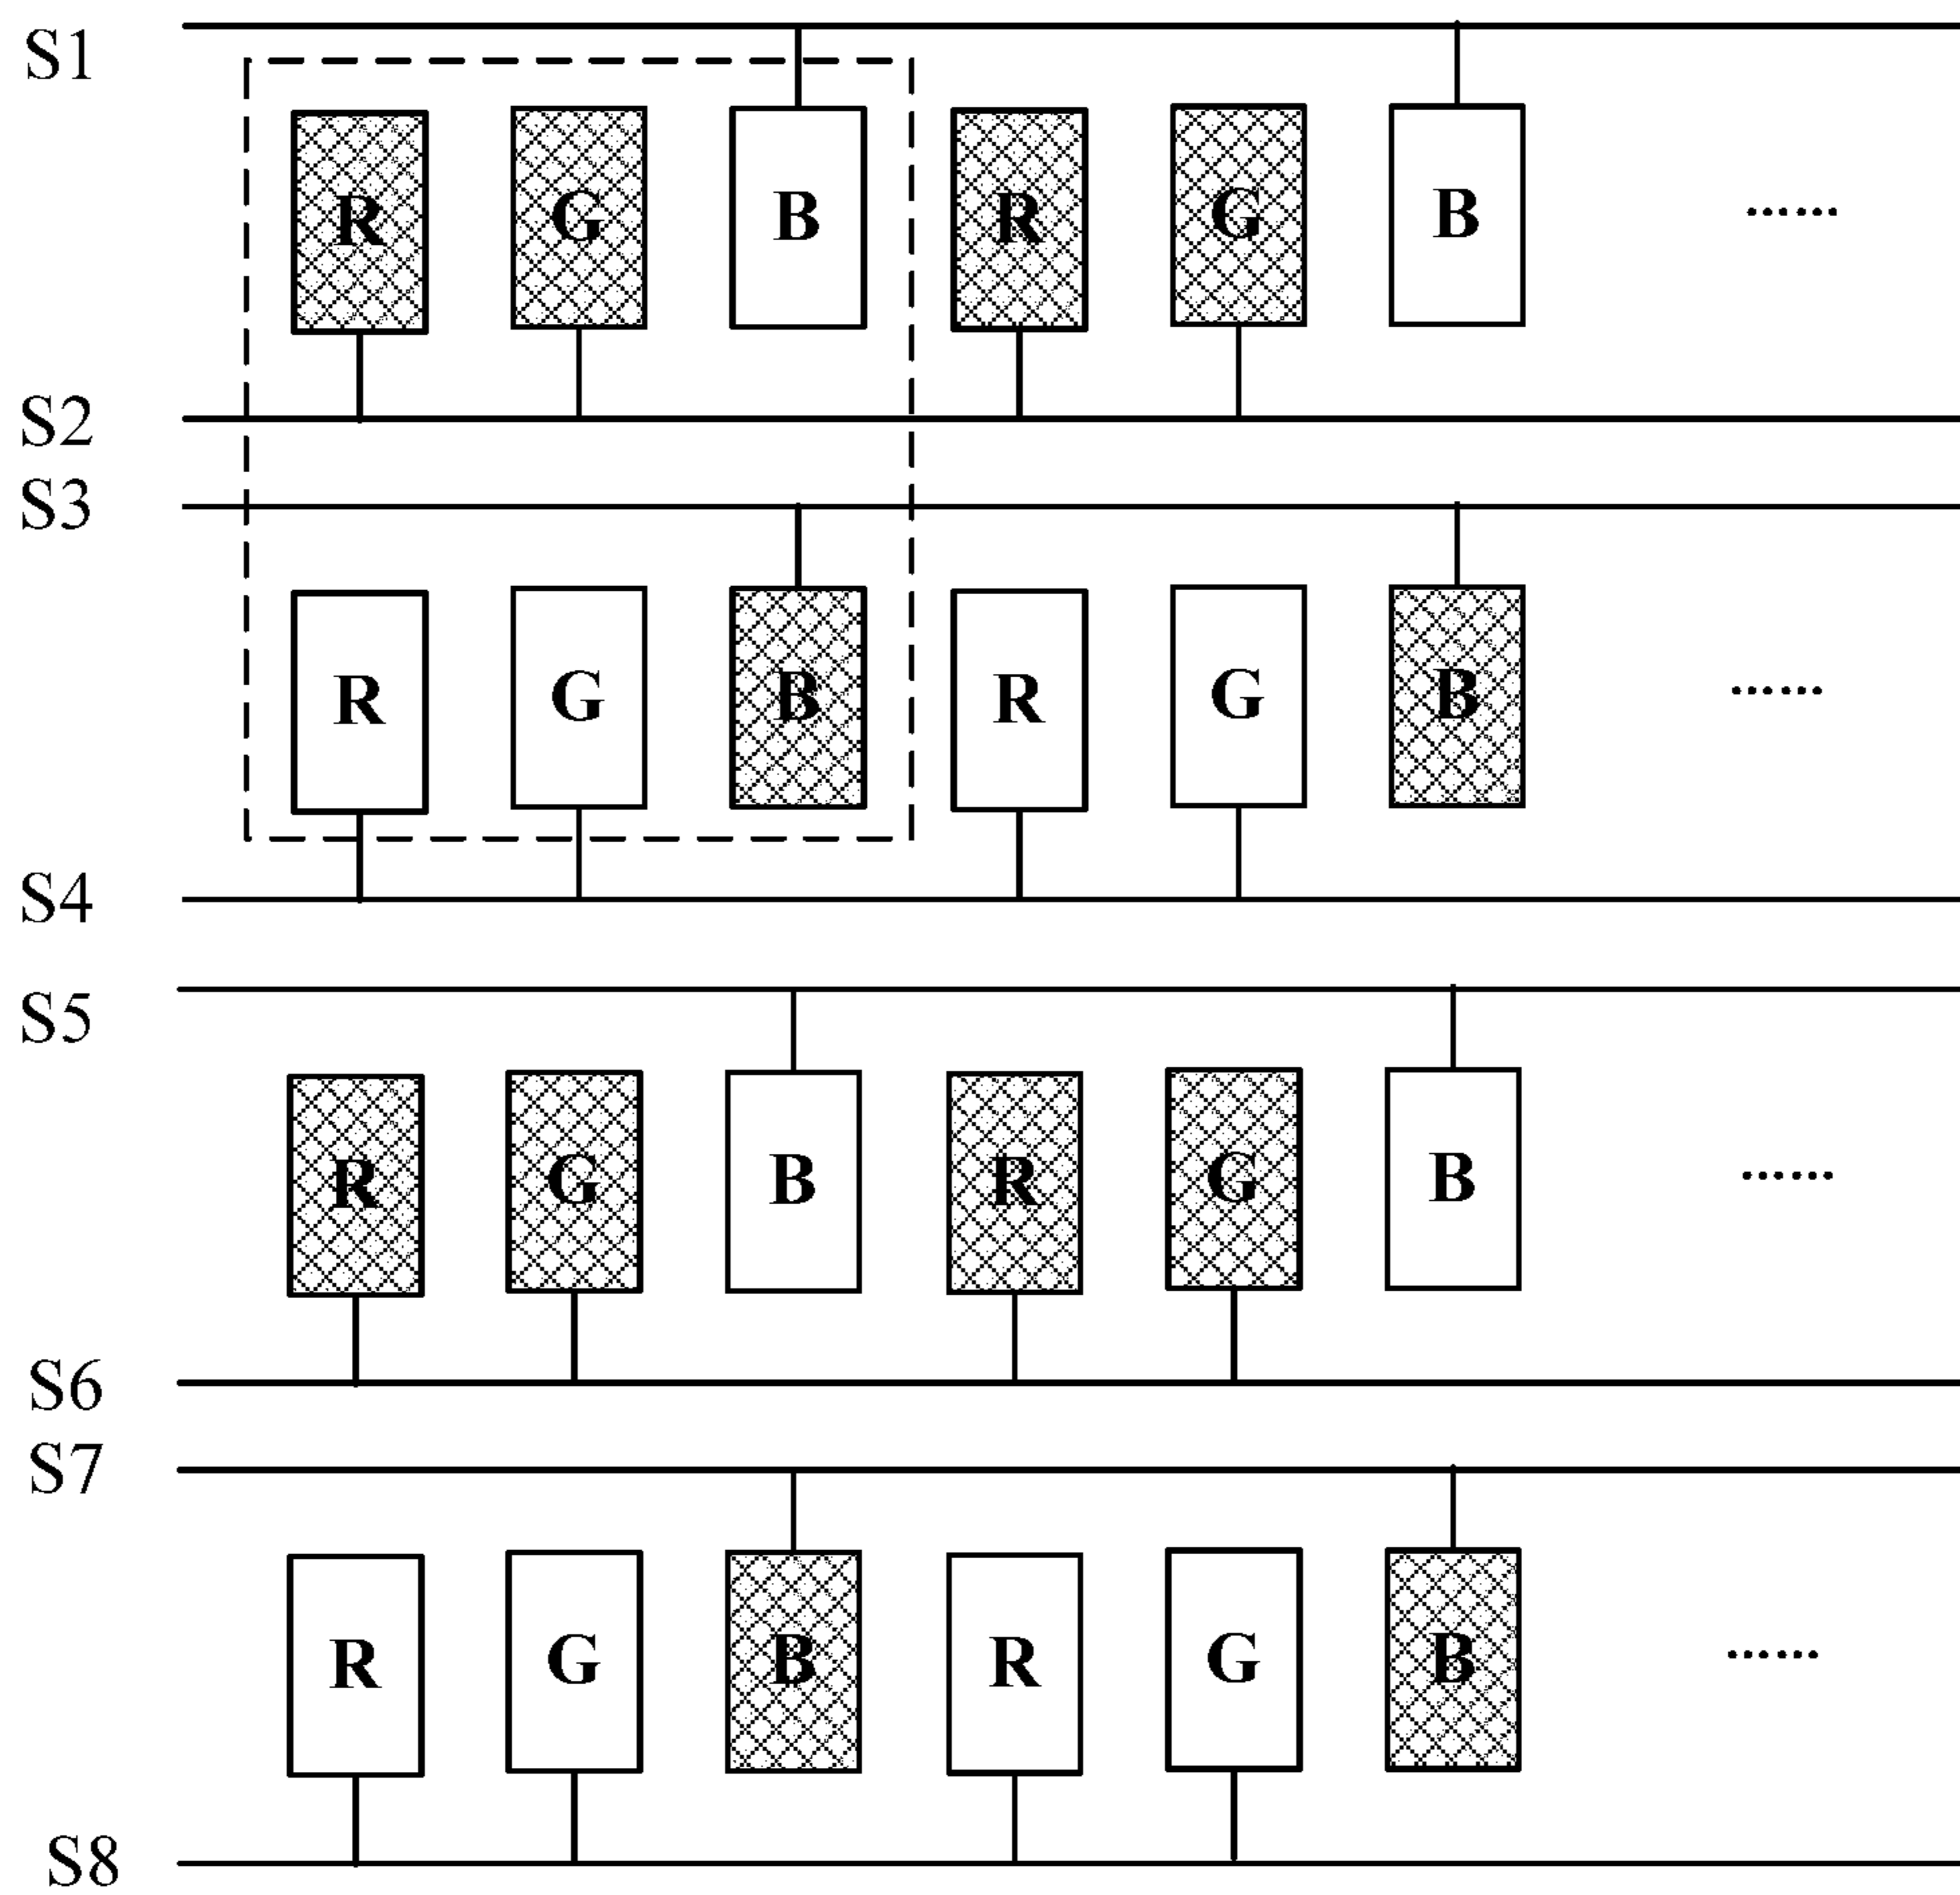 S1
R G B R G B ......
S2
S3
R G B R G B ......
S4
S5
R G B R G B ......
S6
S7
R G B R G B ......
S8